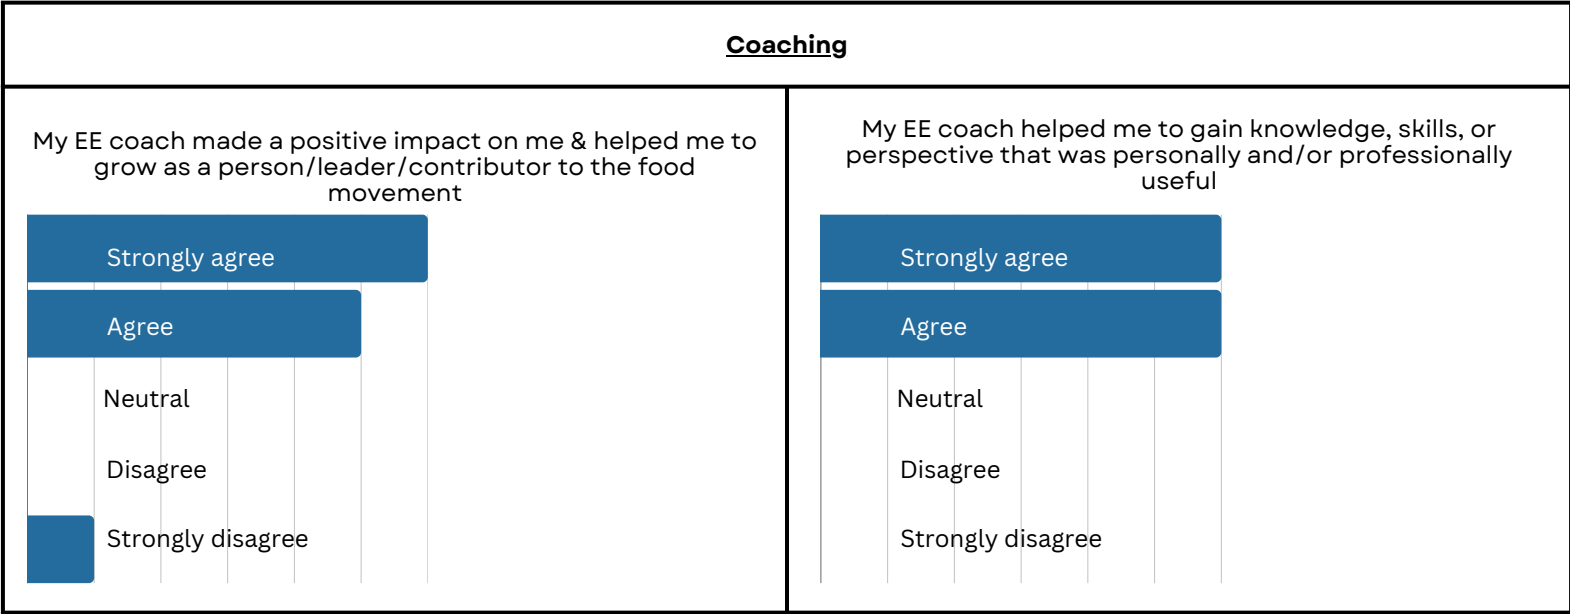 Coaching
My EE coach made a positive impact on me & helped me to
grow as a person/leader/contributor to the food
movement
Strongly agree
Agree
Neutral
Disagree
Strongly disagree
My EE coach helped me to gain knowledge, skills, or
perspective that was personally and/or professionally
useful
Strongly agree
Agree
Neutral
Disagree
Strongly disagree